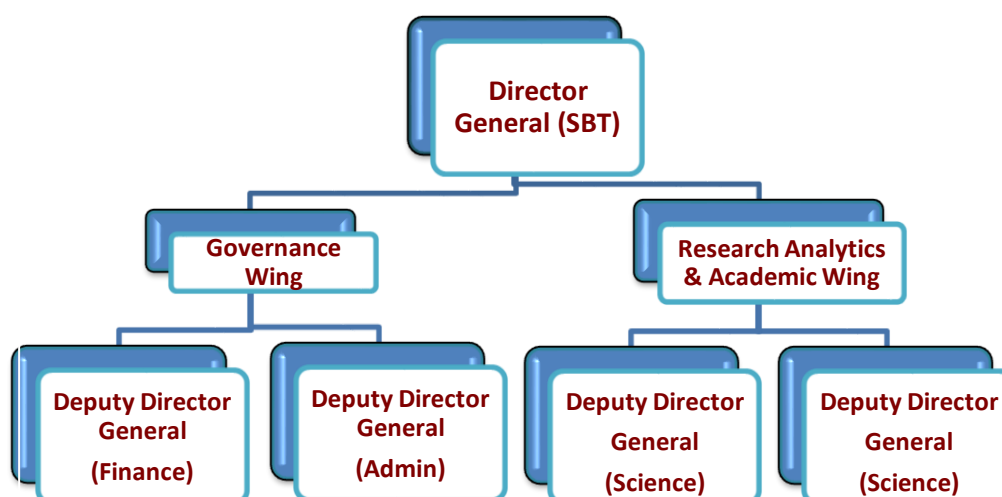 Director
General (SBT)
Governance
Wing
Research Analytics
& Academic Wing
Deputy Director
General
(Finance)
Deputy Director
General
(Admin)
Deputy Director
General
(Science)
Deputy Director
General
(Science)